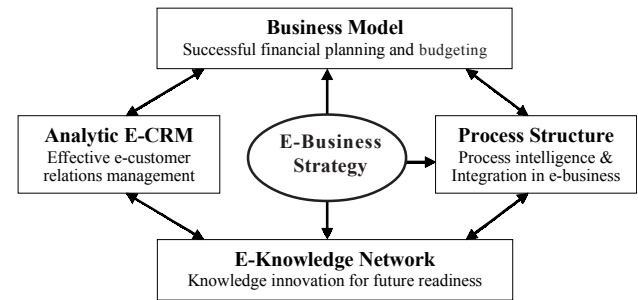 Business Model
Successful financial planning and budgeting
Analytic E-CRM
Effective e-customer
relations management
E-Business
Strategy
Process Structure
Process intelligence &
Integration in e-business
E-Knowledge Network
Knowledge innovation for future readiness